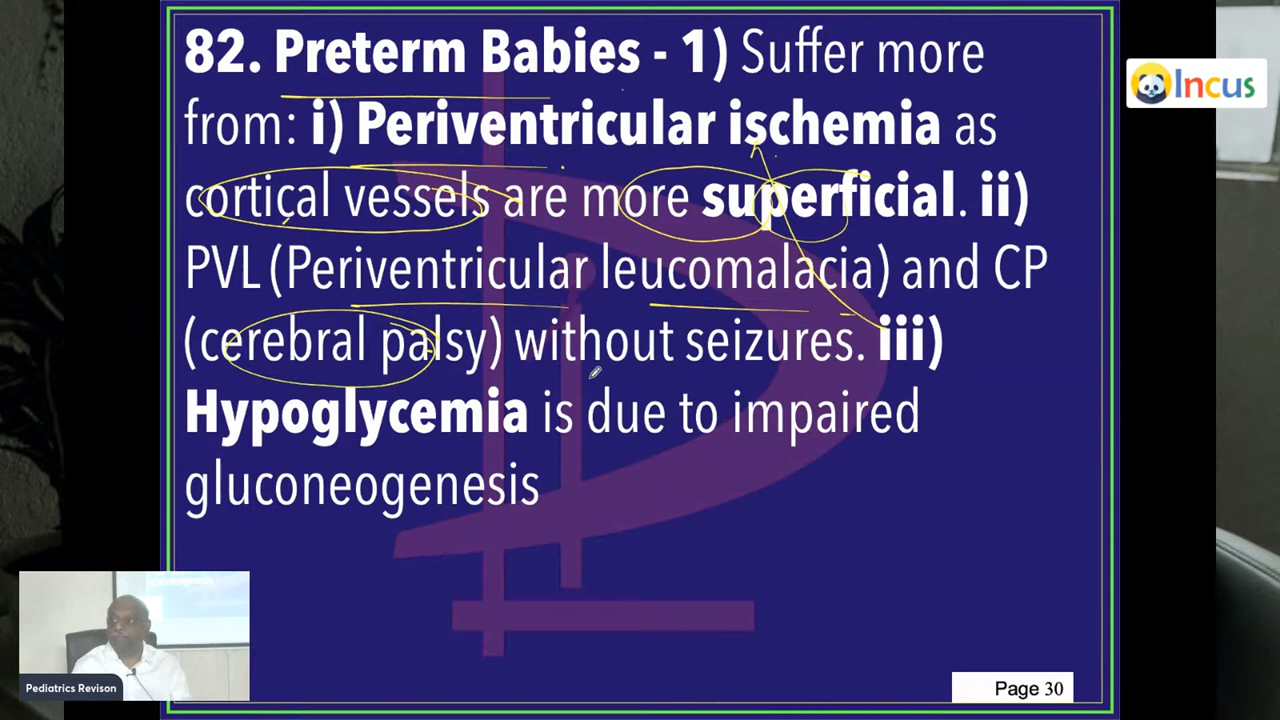 82. Preterm Babies - 1) Suffer more
from: i) Periventricular ischemia as
cortical vessels are more superficial. ii)
PVL (Periventricular leucomalacia) and CP
(cerebral palsy) without seizures. iii)
Hypoglycemia is due to impaired
gluconeogenesis
Incus
Pediatrics Revison
Page 30